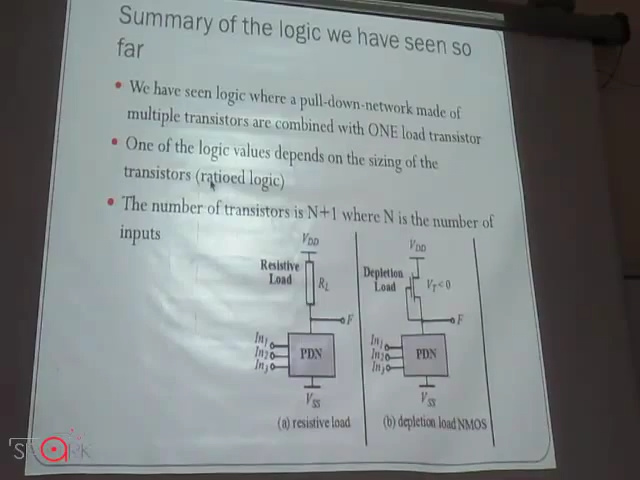 Summary of the logic we have seen so
far
• We have seen logic where a pull-down-network made of
multiple transistors are combined with ONE load transistor
• One of the logic values depends on the sizing of the
transistors (ratioed logic)
• The number of transistors is N+1 where N is the number of
inputs
VDD
Resistive
Load
RL
F
In1
In2
In3
PDN
VSS
(a) resistive load
VDD
Depletion
Load
VT<0
F
In1
In2
In3
PDN
VSS
(b) depletion load NMOS